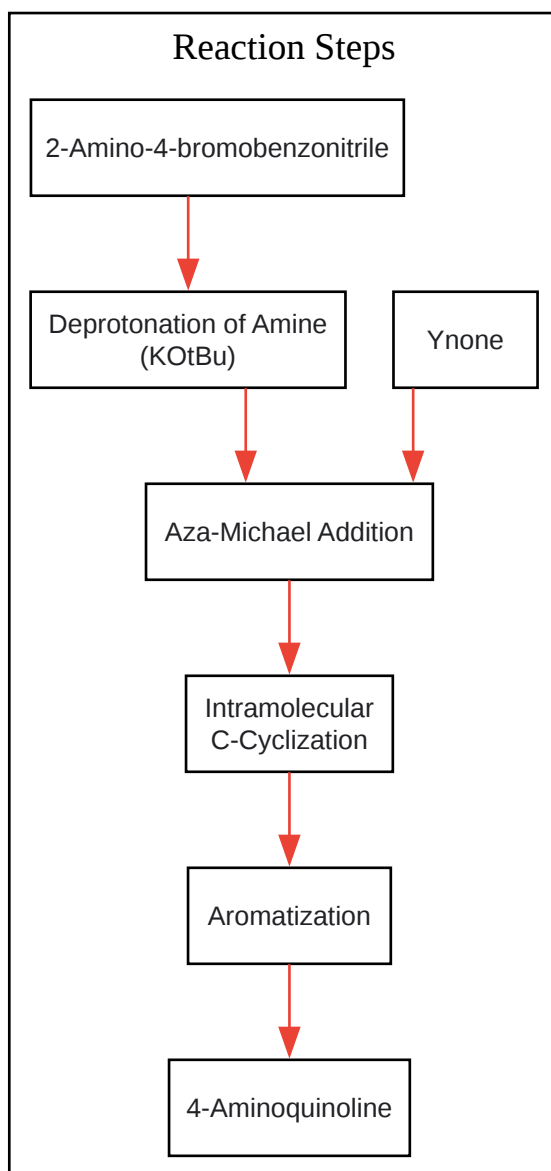 Reaction Steps
2-Amino-4-bromobenzonitrile
Deprotonation of Amine
(KOtBu)
Ynone
Aza-Michael Addition
Intramolecular
C-Cyclization
Aromatization
4-Aminoquinoline